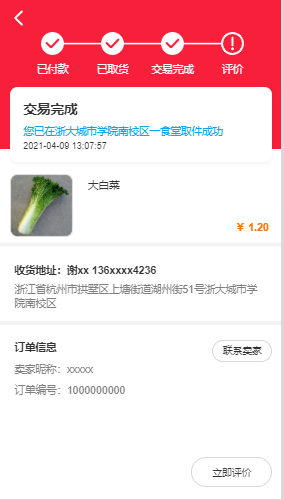 已付款 已取货 交易完成 评价
交易完成
您已在浙大城市学院南校区一食堂取件成功
2021-04-09 13:07:57
大白菜
¥ 1.20
收货地址：谢xx 136xxxx4236
浙江省杭州市拱墅区上塘街道湖州街51号浙大城市学
院南校区
订单信息 联系卖家
卖家昵称：xxxxx
订单编号：1000000000
立即评价